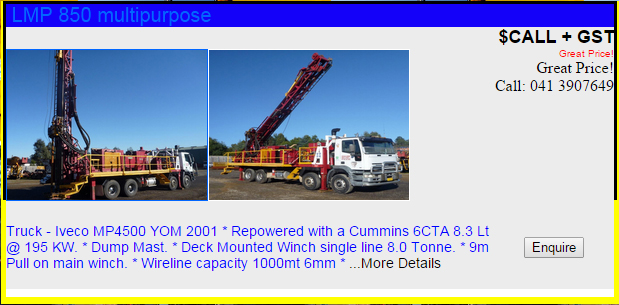 LMP 850 multipurpose
$CALL + GST
Great Price!
Great Price!
Call: 041 3907649
Truck - Iveco MP4500 YOM 2001 * Repowered with a Cummins 6CTA 8.3 Lt
@ 195 KW. * Dump Mast. * Deck Mounted Winch single line 8.0 Tonne. * 9m
Pull on main winch. * Wireline capacity 1000mt 6mm * ...More Details
Enquire